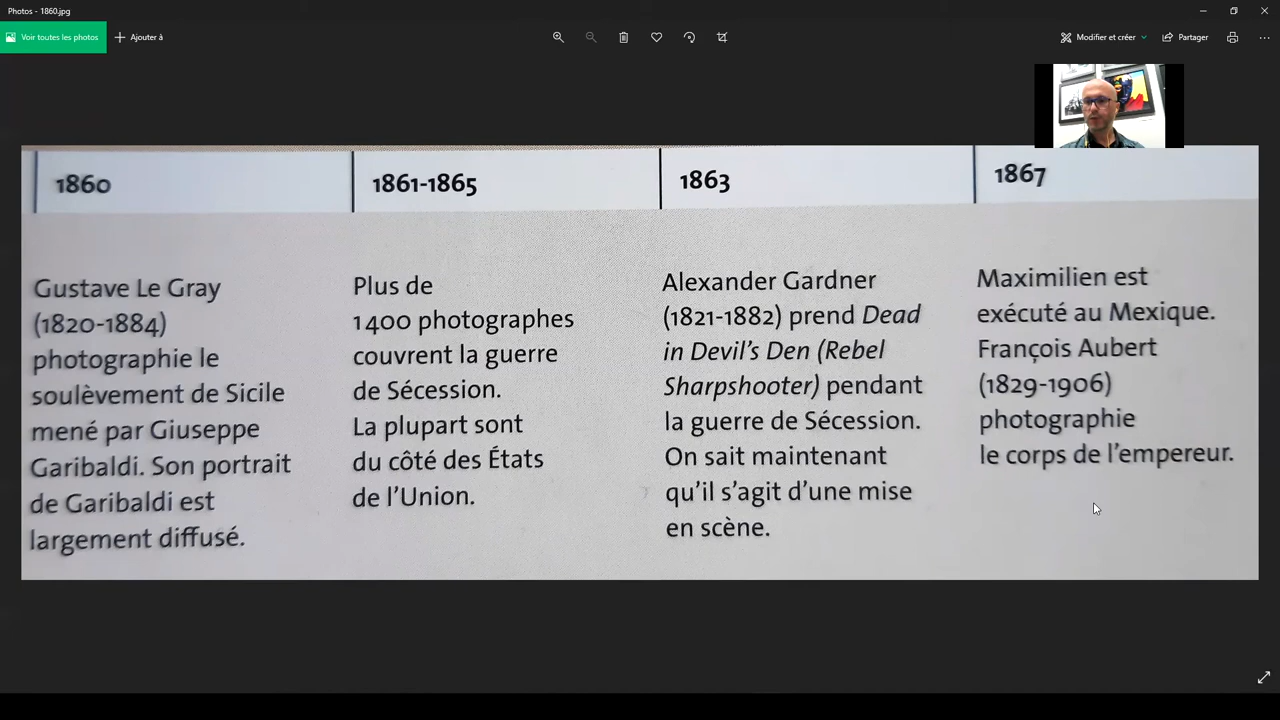 Photos - 1860.jpg
Voir toutes les photos
Ajouter à
Modifier et créer
Partager
1860
Gustave Le Gray
(1820-1884)
photographie le
soulèvement de Sicile
mené par Giuseppe
Garibaldi. Son portrait
de Garibaldi est
largement diffusé.
1861-1865
Plus de
1 400 photographes
couvrent la guerre
de Sécession.
La plupart sont
du côté des États
de l'Union.
1863
Alexander Gardner
(1821-1882) prend Dead
in Devil's Den (Rebel
Sharpshooter) pendant
la guerre de Sécession.
On sait maintenant
qu'il s'agit d'une mise
en scène.
1867
Maximilien est
exécuté au Mexique.
François Aubert
(1829-1906)
photographie
le corps de l'empereur.